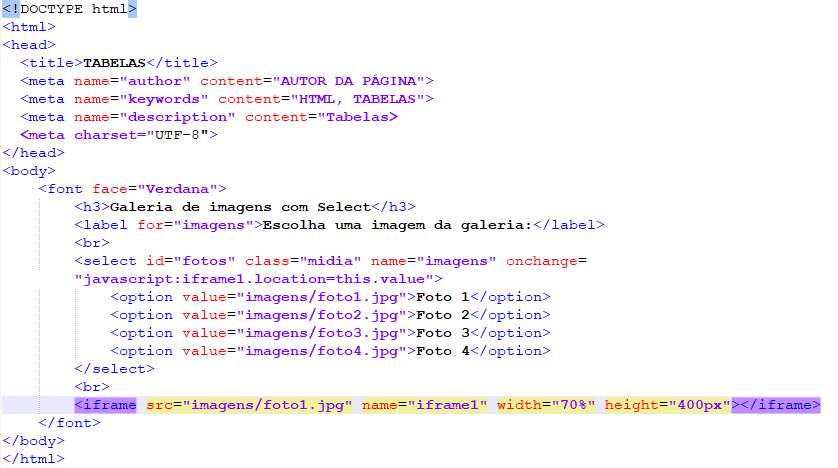 <!DOCTYPE html>
<html>
<head>
  <title>TABELAS</title>
  <meta name="author" content="AUTOR DA PÁGINA">
  <meta name="keywords" content="HTML, TABELAS">
  <meta name="description" content="Tabelas>
  <meta charset="UTF-8">
</head>
<body>
    <font face="Verdana">
        <h3>Galeria de imagens com Select</h3>
        <label for="imagens">Escolha uma imagem da galeria:</label>
        <br>
        <select id="fotos" class="midia" name="imagens" onchange=
        "javascript:iframe1.location=this.value">
            <option value="imagens/foto1.jpg">Foto 1</option>
            <option value="imagens/foto2.jpg">Foto 2</option>
            <option value="imagens/foto3.jpg">Foto 3</option>
            <option value="imagens/foto4.jpg">Foto 4</option>
        </select>
        <br>
        <iframe src="imagens/foto1.jpg" name="iframe1" width="70%" height="400px"></iframe>
    </font>
</body>
</html>